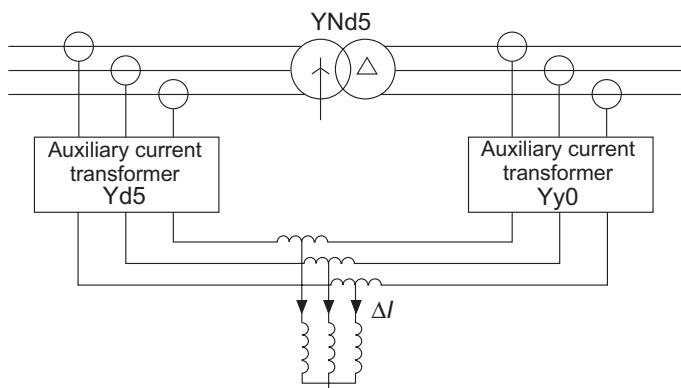 YNd5
Auxiliary current
transformer
Yd5
Auxiliary current
transformer
Yy0
ΔI